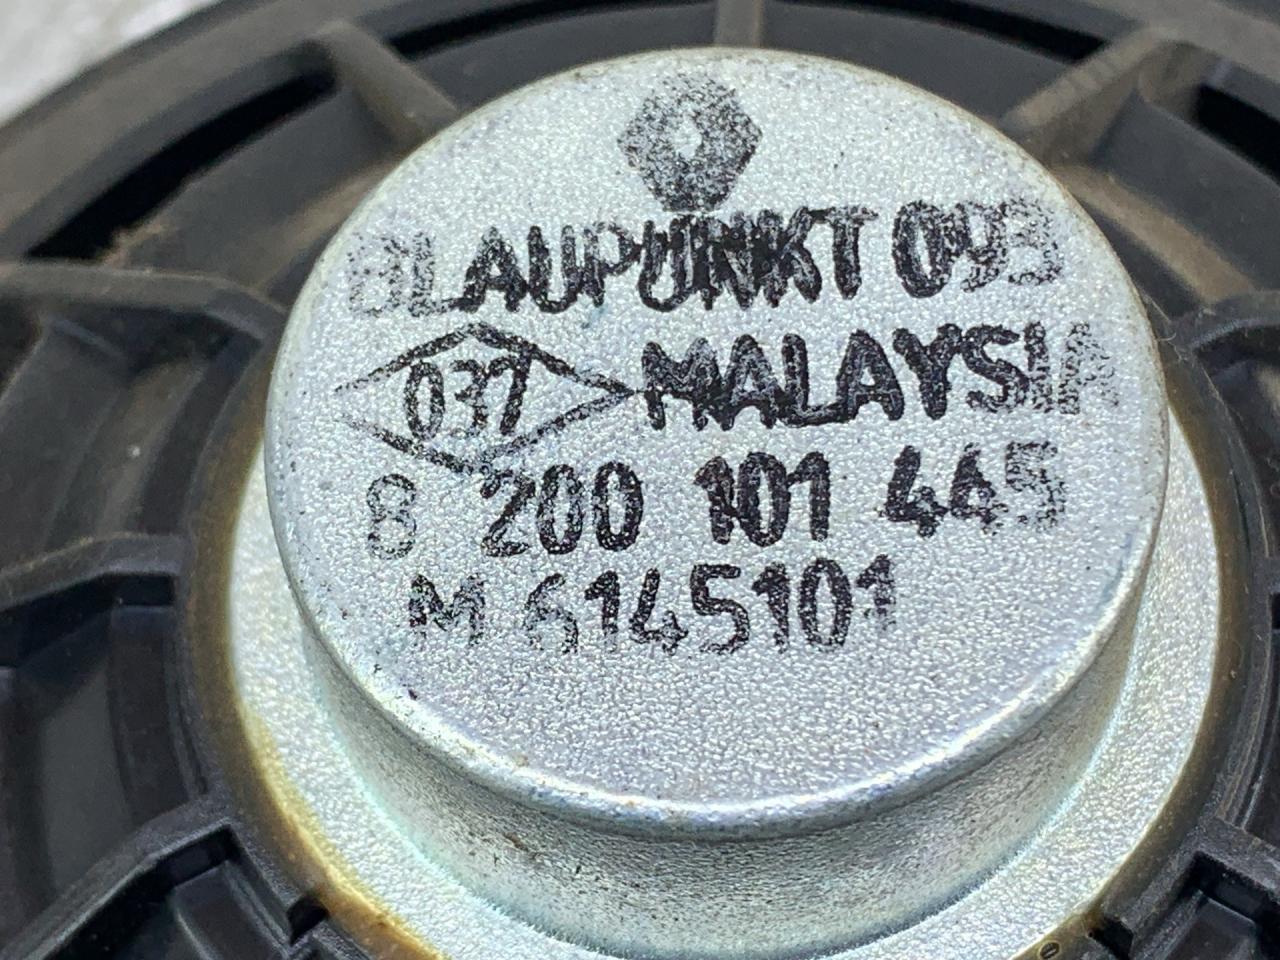 BLAUPUNKT 093
037 MALAYSIA
8 200 101 445
M 6145101